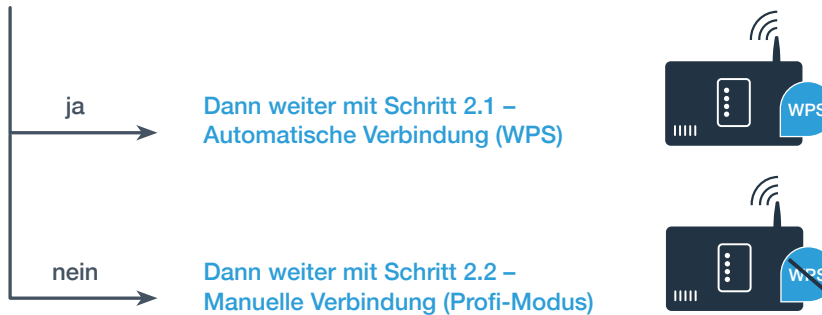 ja
Dann weiter mit Schritt 2.1 –
Automatische Verbindung (WPS)
WPS
nein
Dann weiter mit Schritt 2.2 –
Manuelle Verbindung (Profi-Modus)
WPS